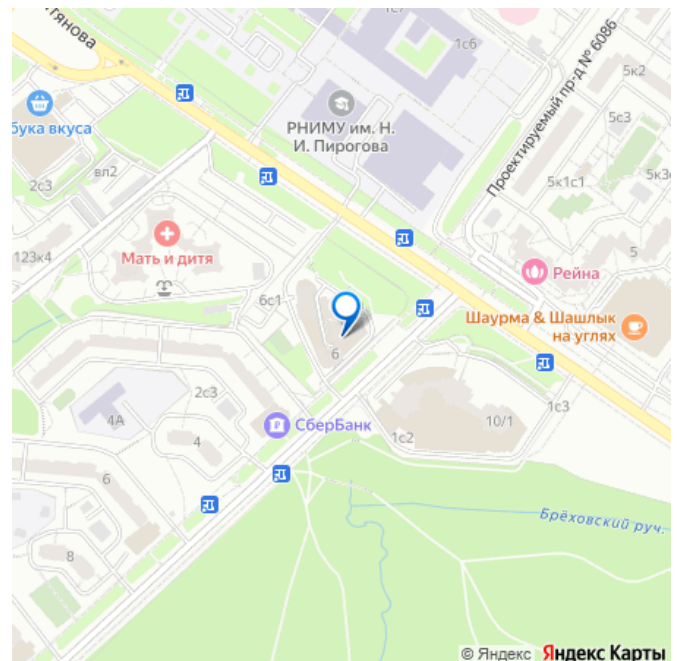 тянова
1с7
1с6
Проектируемый пр-д № 6086
5к2
бука вкуса
РНИМУ им. Н.
И. Пирогова
5с3
вл2
2с3
5к1с1
5к3
123к4
Мать и дитя
5
Рейна
6с1
Шаурма & Шашлык
на углях
6
2с3
1с3
4А
СберБанк
10/1
4
1с2
6
Брёховский руч.
8
© Яндекс Яндекс Карты